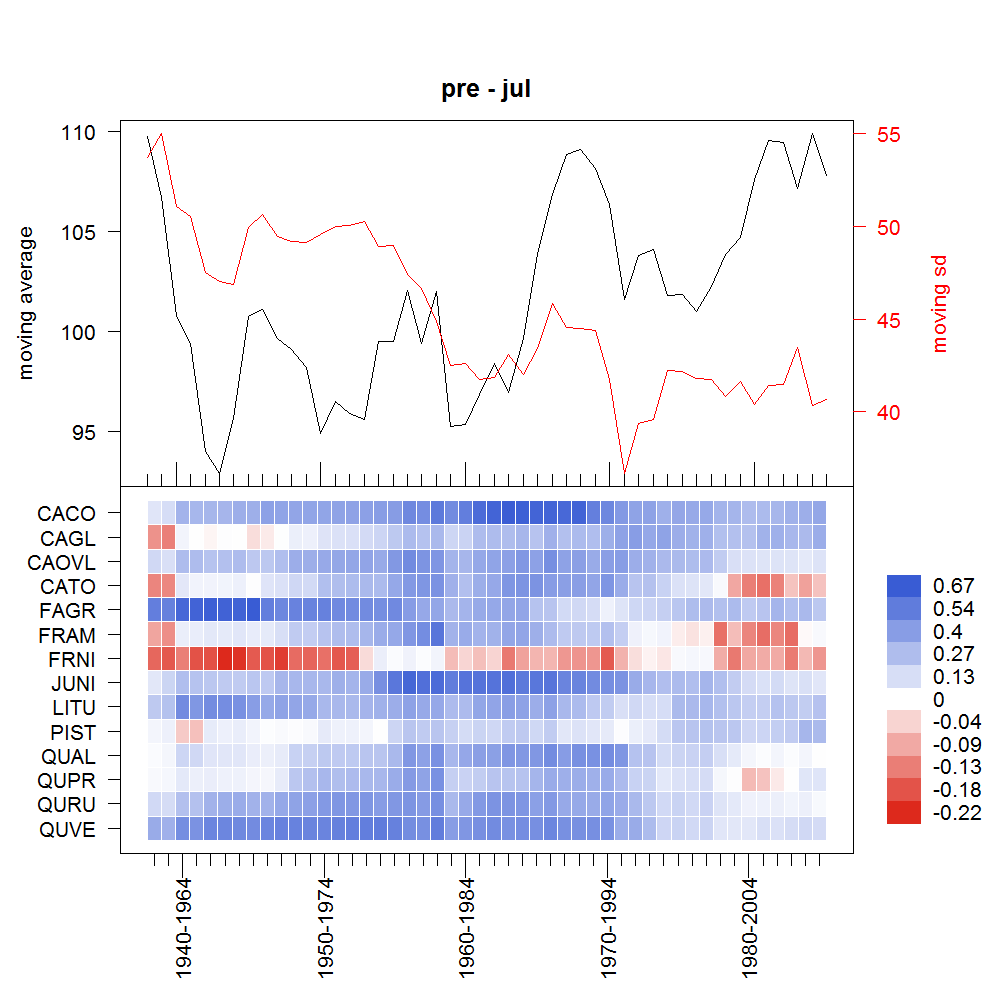 pre - jul
moving average
110
105
100
95
55
50
45
40
moving sd
CACO
CAGL
CAOVL
CATO
FAGR
FRAM
FRNI
JUNI
LITU
PIST
QUAL
QUPR
QURU
QUVE
0.67
0.54
0.4
0.27
0.13
0
-0.04
-0.09
-0.13
-0.18
-0.22
1940-1964
1950-1974
1960-1984
1970-1994
1980-2004